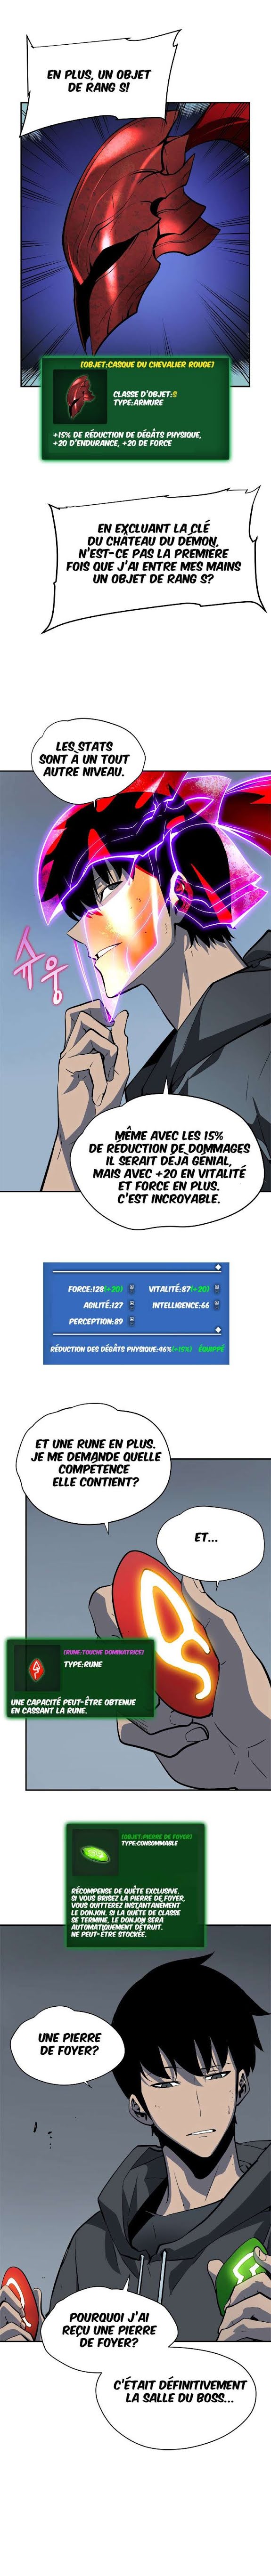 EN PLUS, UN OBJET
DE RANG S!
[OBJET:CASQUE DU CHEVALIER ROUGE]
CLASSE D'OBJET:S
TYPE:ARMURE
+15% DE RÉDUCTION DE DÉGÂTS PHYSIQUE,
+20 D'ENDURANCE, +20 DE FORCE
EN EXCLUANT LA CLÉ
DU CHÂTEAU DU DÉMON,
N'EST-CE PAS LA PREMIÈRE
FOIS QUE J'AI ENTRE MES MAINS
UN OBJET DE RANG S?
LES STATS
SONT À UN TOUT
AUTRE NIVEAU.
슈웅
MÊME AVEC LES 15%
DE RÉDUCTION DE DOMMAGES
IL SERAIT DÉJÀ GÉNIAL,
MAIS AVEC +20 EN VITALITÉ
ET FORCE EN PLUS.
C'EST INCROYABLE.
FORCE:128(+20) VITALITÉ:87(+20)
AGILITÉ:127 INTELLIGENCE:66
PERCEPTION:89
RÉDUCTION DES DÉGÂTS PHYSIQUE:46%(+15%) ÉQUIPPÉ
ET UNE RUNE EN PLUS.
JE ME DEMANDE QUELLE
COMPÉTENCE
ELLE CONTIENT?
ET...
[RUNE:TOUCHE DOMINATRICE]
TYPE:RUNE
UNE CAPACITÉ PEUT-ÊTRE OBTENUE
EN CASSANT LA RUNE.
[OBJET:PIERRE DE FOYER]
TYPE:CONSOMMABLE
RÉCOMPENSE DE QUÊTE EXCLUSIVE.
SI VOUS BRISEZ LA PIERRE DE FOYER,
VOUS QUITTEREZ INSTANTANÉMENT
LE DONJON. SI LA QUÊTE DE CLASSE
SE TERMINE, LE DONJON SERA
AUTOMATIQUEMENT DÉTRUIT.
NE PEUT-ÊTRE STOCKÉE.
UNE PIERRE
DE FOYER?
POURQUOI J'AI
REÇU UNE PIERRE
DE FOYER?
C'ÉTAIT DÉFINITIVEMENT
LA SALLE DU BOSS...